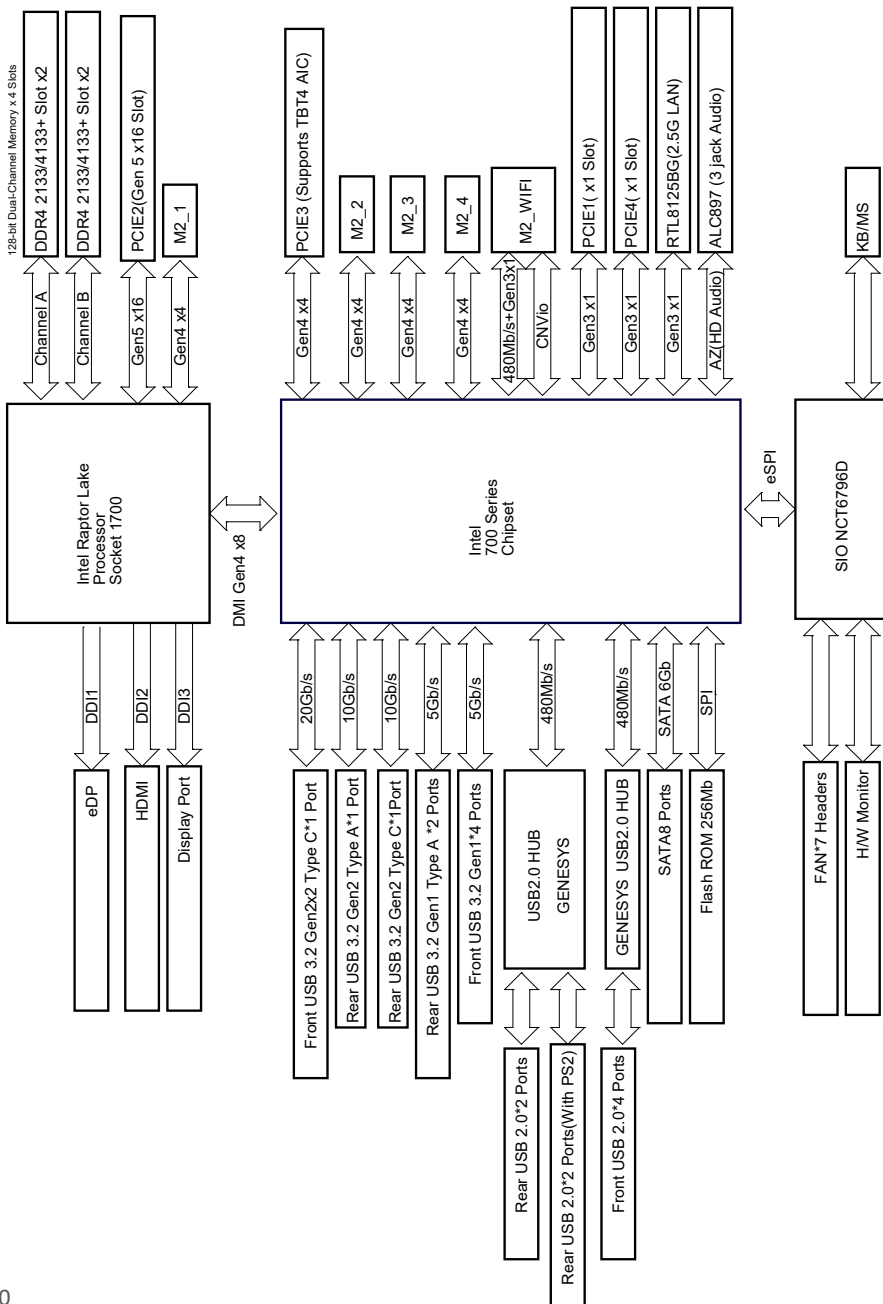 128-bit Dual-Channel Memory x 4 Slots
DDR4 2133/4133+ Slot x2
DDR4 2133/4133+ Slot x2
PCIE2(Gen 5 x16 Slot)
M2_1
Channel A
Channel B
Gen5 x16
Gen4 x4
Intel Raptor Lake
Processor
Socket 1700
DDI1
DDI2
DDI3
eDP
HDMI
Display Port
DMI Gen4 x8
PCIE3 (Supports TBT4 AIC)
M2_2
M2_3
M2_4
M2_WIFI
PCIE1( x1 Slot)
PCIE4( x1 Slot)
RTL8125BG(2.5G LAN)
ALC897 (3 jack Audio)
Gen4 x4
Gen4 x4
Gen4 x4
Gen4 x4
480Mb/s+Gen3x1
CNVio
Gen3 x1
Gen3 x1
Gen3 x1
AZ(HD Audio)
Intel
700 Series
Chipset
20Gb/s
10Gb/s
10Gb/s
5Gb/s
5Gb/s
480Mb/s
480Mb/s
SATA 6Gb
SPI
Front USB 3.2 Gen2x2 Type C*1 Port
Rear USB 3.2 Gen2 Type A*1 Port
Rear USB 3.2 Gen2 Type C*1Port
Rear USB 3.2 Gen1 Type A *2 Ports
Front USB 3.2 Gen1*4 Ports
USB2.0 HUB
GENESYS
GENESYS USB2.0 HUB
SATA8 Ports
Flash ROM 256Mb
Rear USB 2.0*2 Ports
Rear USB 2.0*2 Ports(With PS2)
Front USB 2.0*4 Ports
eSPI
KB/MS
SIO NCT6796D
FAN*7 Headers
H/W Monitor
0